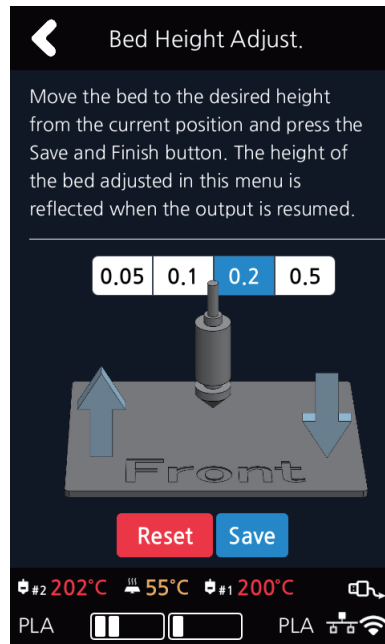 Bed Height Adjust.
Move the bed to the desired height
from the current position and press the
Save and Finish button. The height of
the bed adjusted in this menu is
reflected when the output is resumed.
0.05 0.1 0.2 0.5
Front
Reset Save
#2 202°C 55°C #1 200°C
PLA PLA